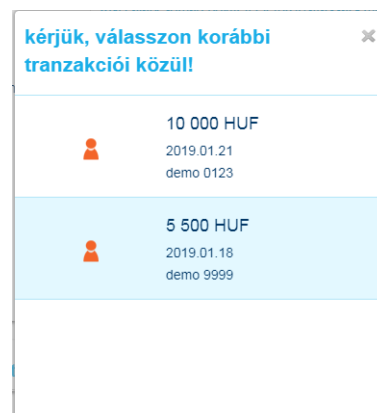 kérjük, válasszon korábbi
tranzakciói közül!
10 000 HUF
2019.01.21
demo 0123
5 500 HUF
2019.01.18
demo 9999